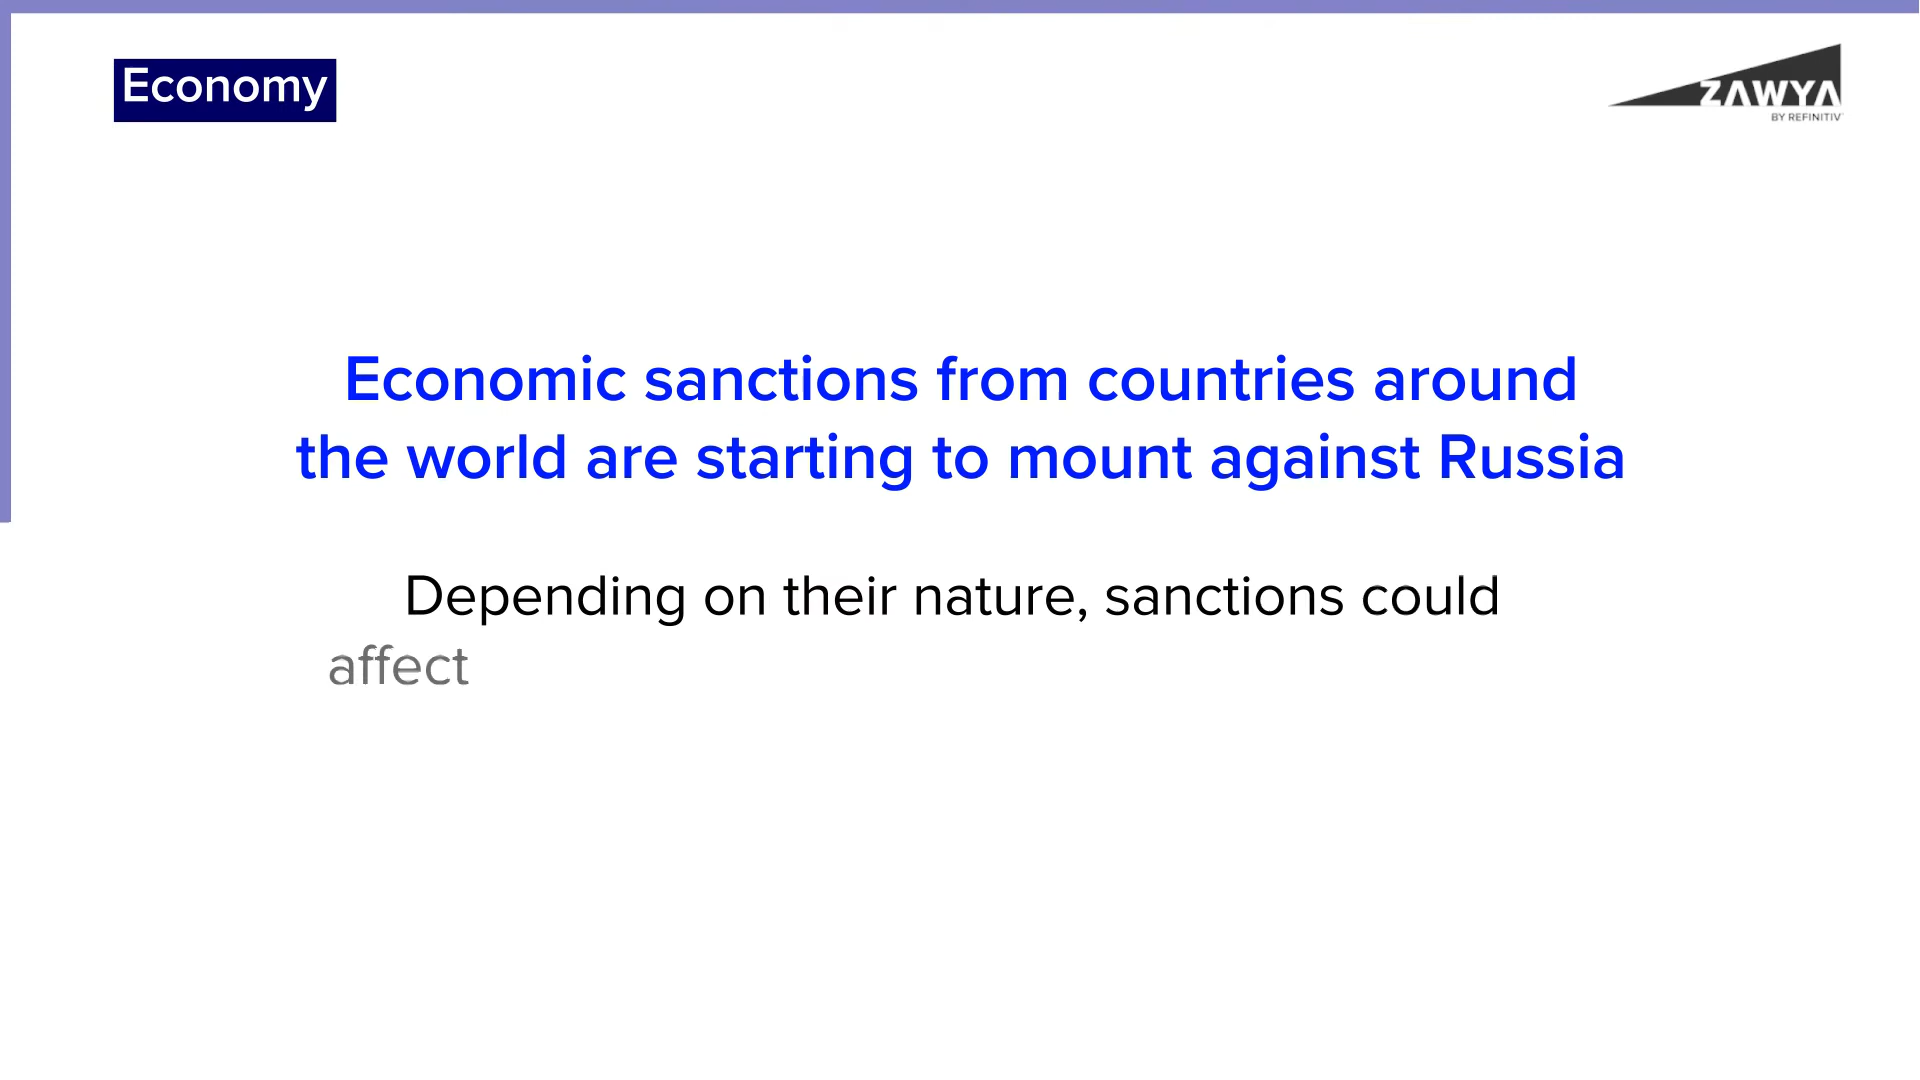 Economy
ZAWYA
BY REFINITIV
Economic sanctions from countries around
the world are starting to mount against Russia
Depending on their nature, sanctions could
affect